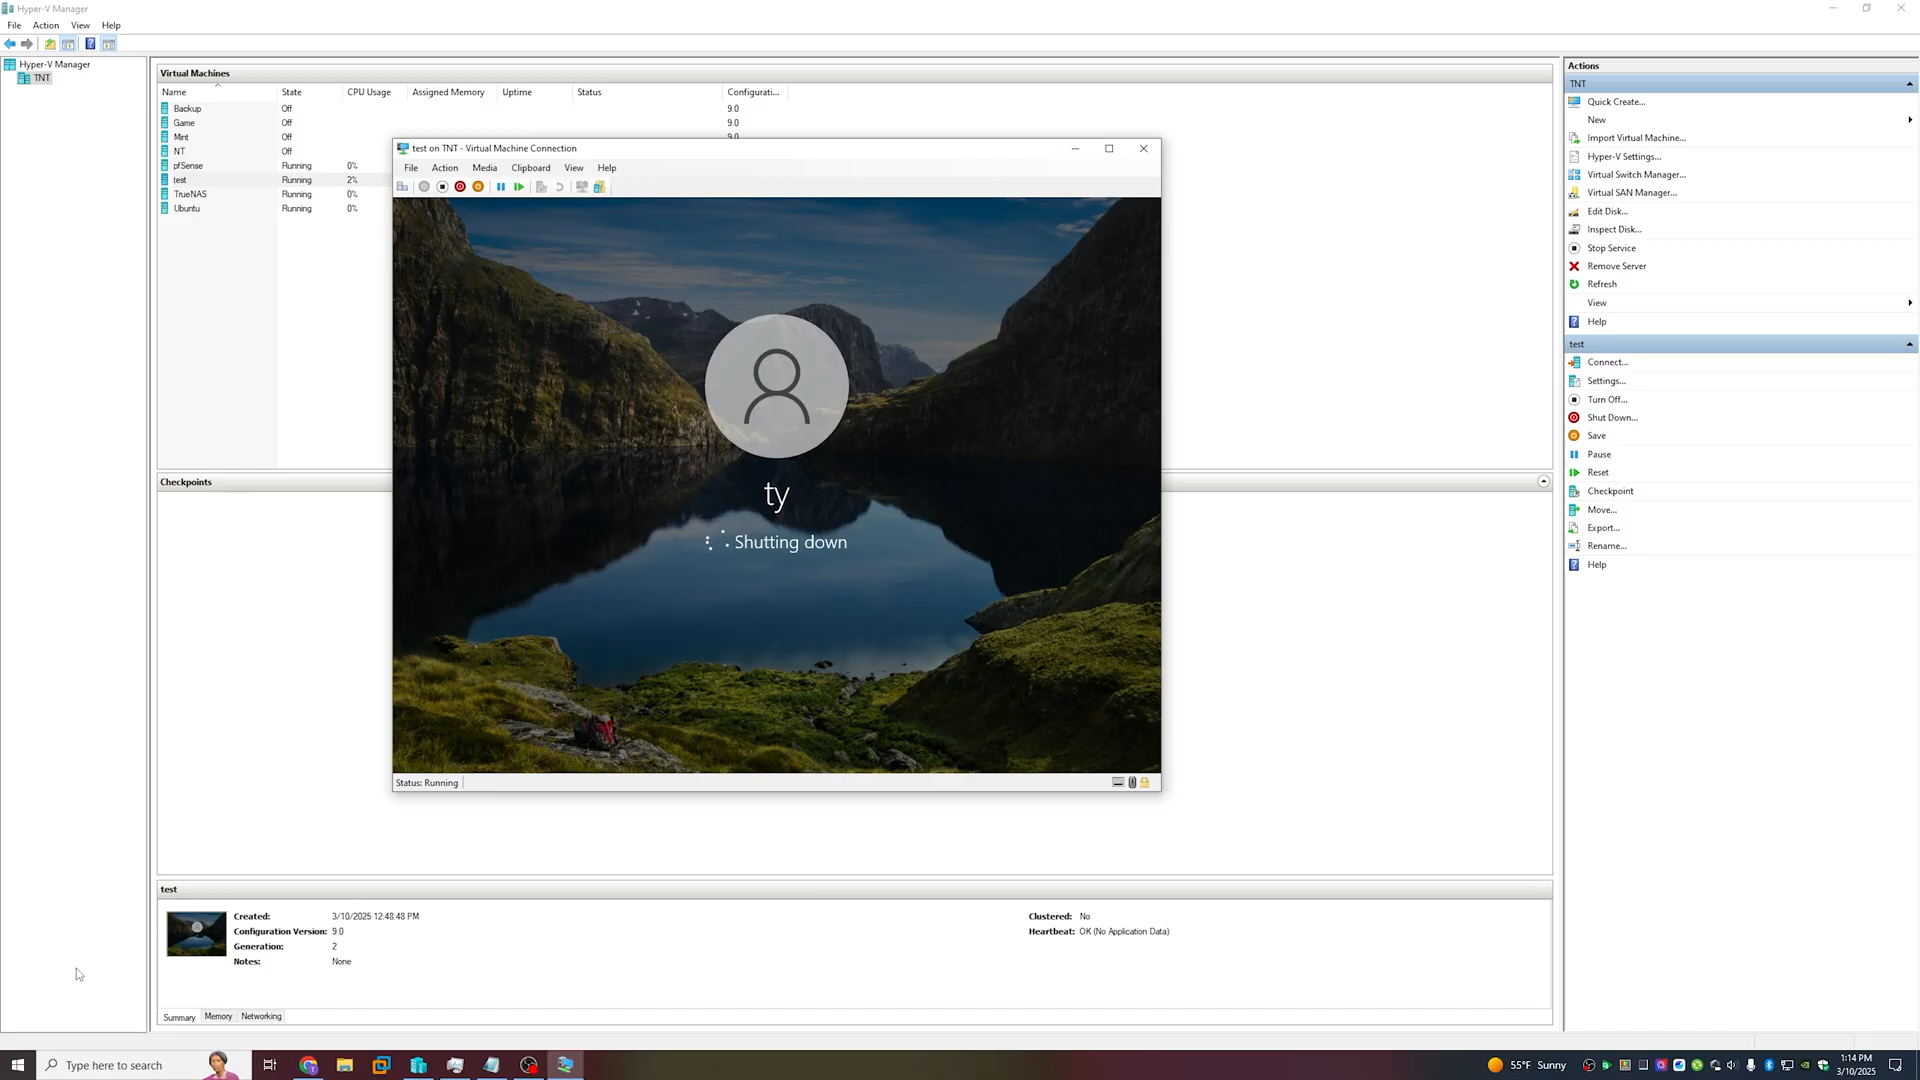 Hyper-V Manager
File Action View Help
Hyper-V Manager
TNT
Virtual Machines
Name State CPU Usage Assigned Memory Uptime Status Configurati...
Backup Off 9.0
Game Off 9.0
Mint Off 9.0
NT Off
pfSense Running 0%
test Running 2%
TrueNAS Running 0%
Ubuntu Running 0%
test on TNT - Virtual Machine Connection
File Action Media Clipboard View Help
ty
Shutting down
Status: Running
Checkpoints
test
Created: 3/10/2025 12:48:48 PM
Configuration Version: 9.0
Generation: 2
Notes: None
Clustered: No
Heartbeat: OK (No Application Data)
Summary Memory Networking
Actions
TNT
Quick Create...
New
Import Virtual Machine...
Hyper-V Settings...
Virtual Switch Manager...
Virtual SAN Manager...
Edit Disk...
Inspect Disk...
Stop Service
Remove Server
Refresh
View
Help
test
Connect...
Settings...
Turn Off...
Shut Down...
Save
Pause
Reset
Checkpoint
Move...
Export...
Rename...
Help
Type here to search
55°F Sunny
1:14 PM
3/10/2025